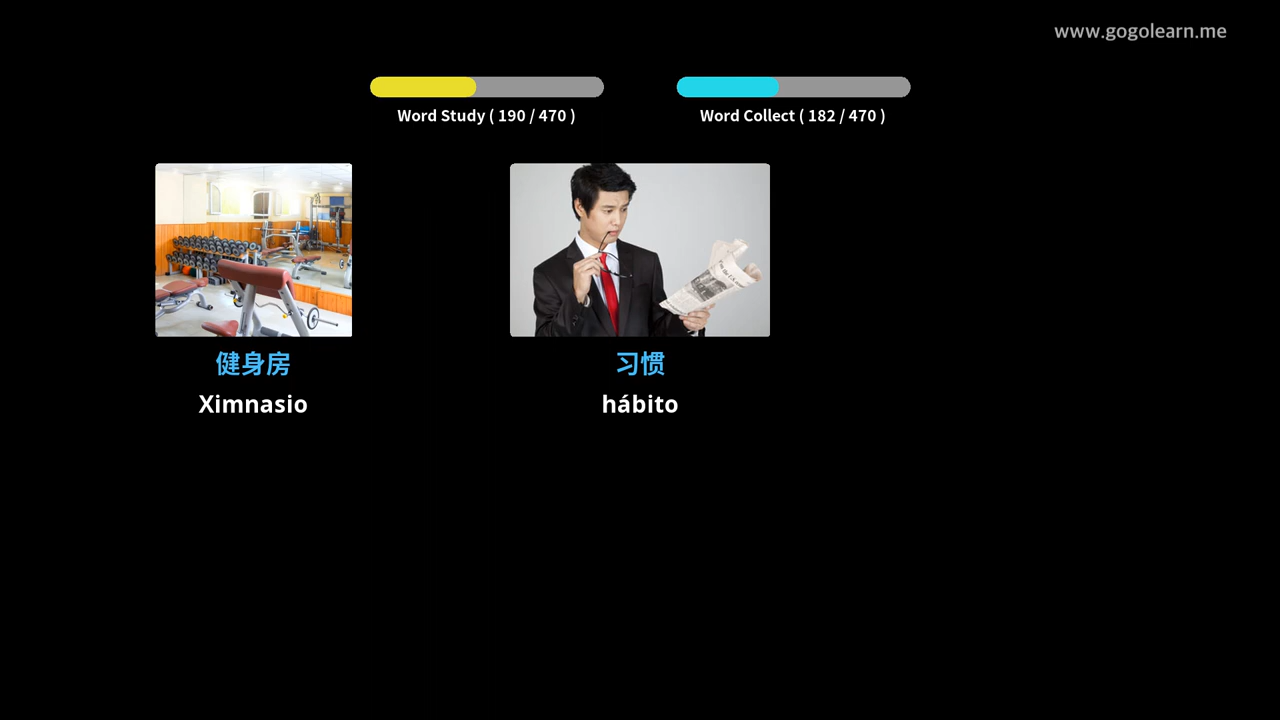 www.gogolearn.me
Word Study ( 190 / 470 )
Word Collect ( 182 / 470 )
健身房
Ximnasio
习惯
hábito